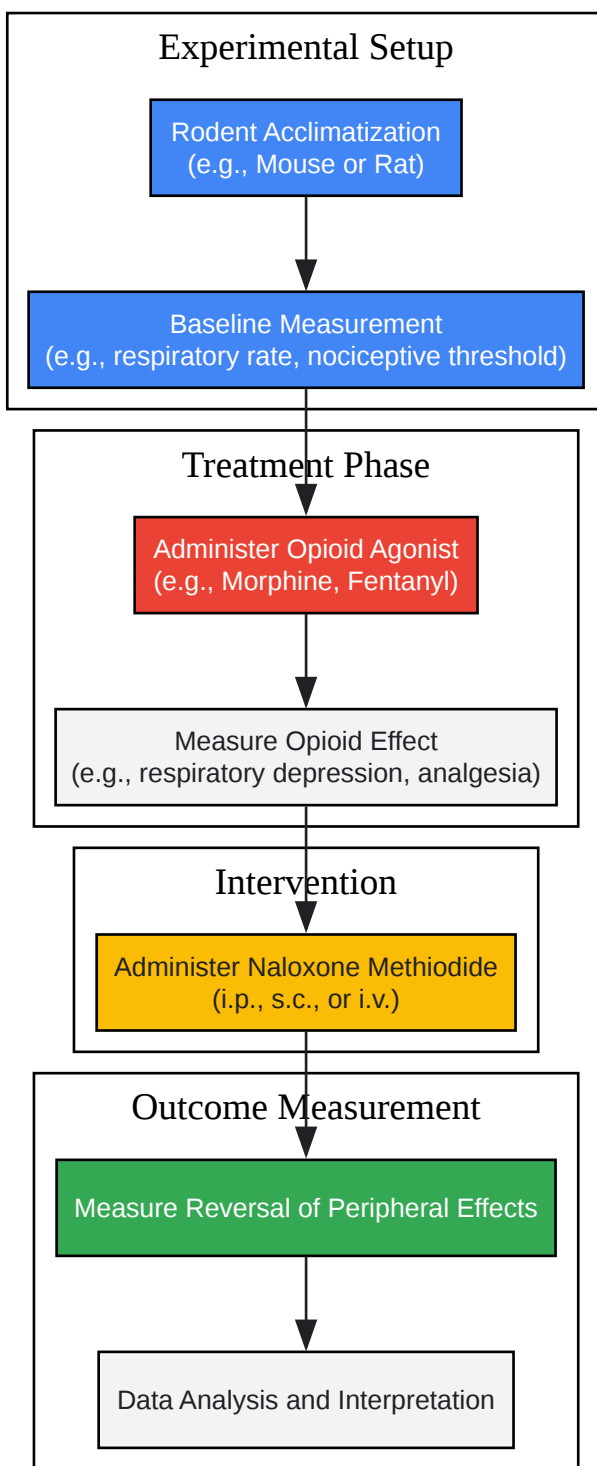 Experimental Setup
Rodent Acclimatization
(e.g., Mouse or Rat)
Baseline Measurement
(e.g., respiratory rate, nociceptive threshold)
Treatment Phase
Administer Opioid Agonist
(e.g., Morphine, Fentanyl)
Measure Opioid Effect
(e.g., respiratory depression, analgesia)
Intervention
Administer Naloxone Methiodide
(i.p., s.c., or i.v.)
Outcome Measurement
Measure Reversal of Peripheral Effects
Data Analysis and Interpretation